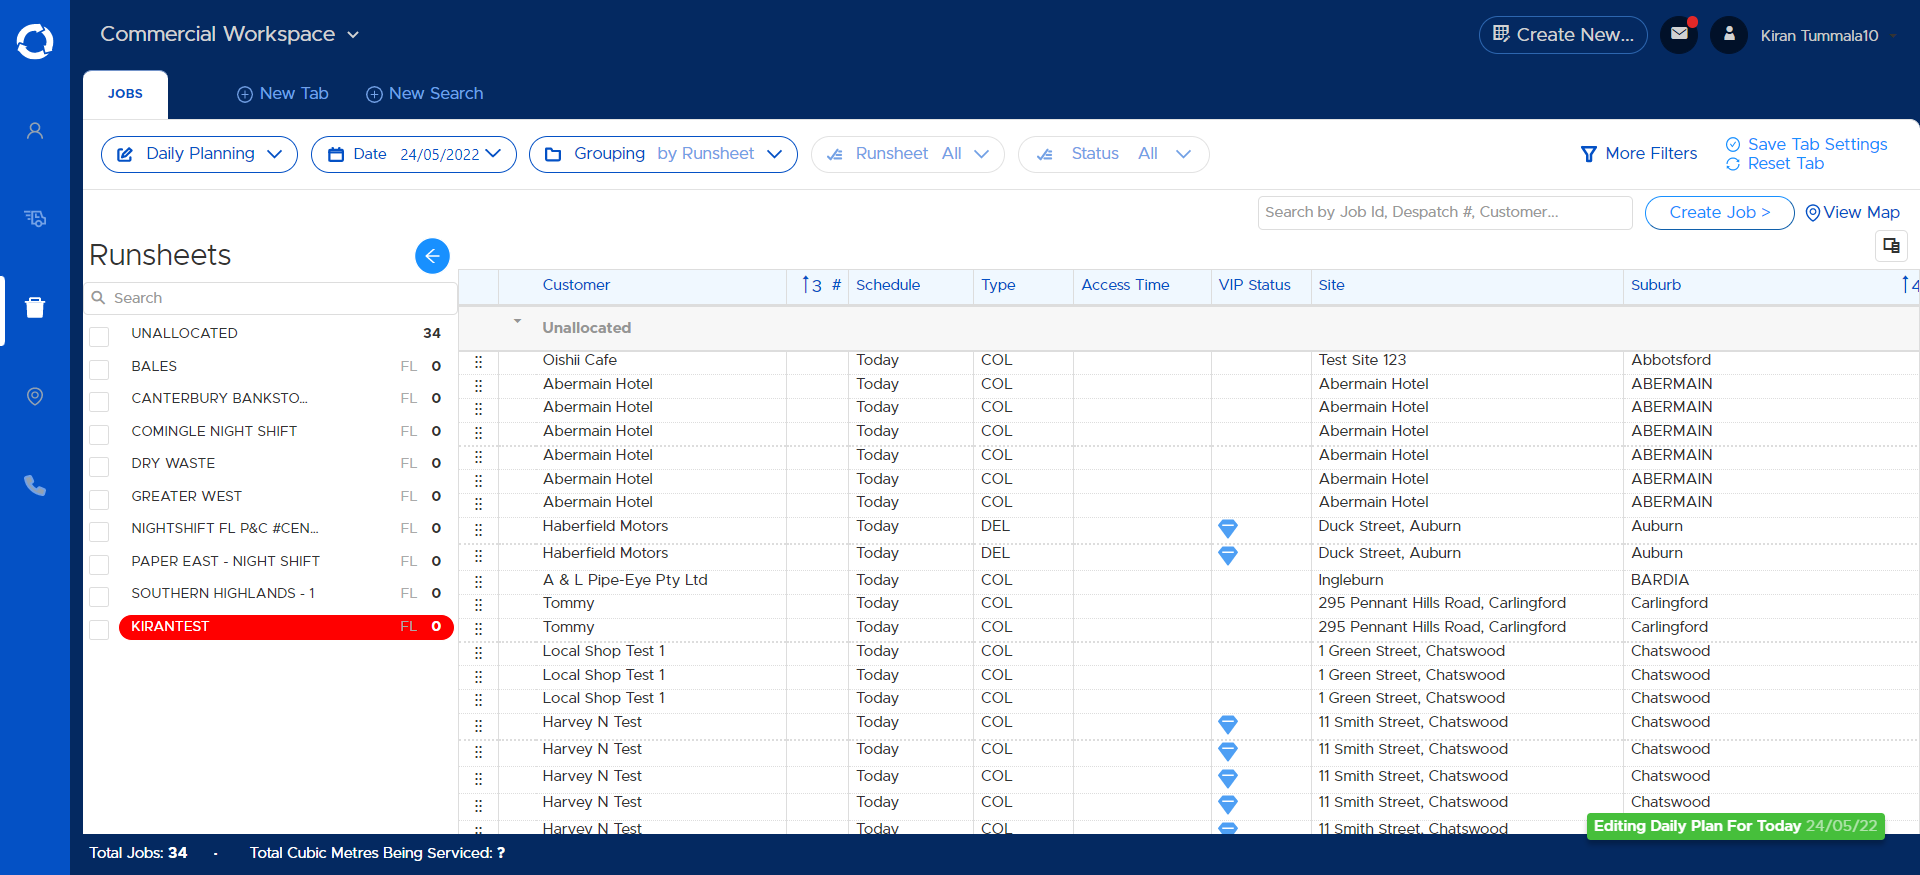 Commercial Workspace
Create New...
Kiran Tummala10
JOBS
New Tab
New Search
Daily Planning
Date 24/05/2022
Grouping by Runsheet
Runsheet All
Status All
More Filters
Save Tab Settings
Reset Tab
Search by Job Id, Despatch #, Customer...
Create Job >
View Map
Runsheets
Search
UNALLOCATED 34
BALES FL 0
CANTERBURY BANKSTO... FL 0
COMINGLE NIGHT SHIFT FL 0
DRY WASTE FL 0
GREATER WEST FL 0
NIGHTSHIFT FL P&C #CEN... FL 0
PAPER EAST - NIGHT SHIFT FL 0
SOUTHERN HIGHLANDS - 1 FL 0
KIRANTEST FL 0
Customer 3 # Schedule Type Access Time VIP Status Site Suburb 4
Unallocated
Oishii Cafe Today COL Test Site 123 Abbotsford
Abermain Hotel Today COL Abermain Hotel ABERMAIN
Abermain Hotel Today COL Abermain Hotel ABERMAIN
Abermain Hotel Today COL Abermain Hotel ABERMAIN
Abermain Hotel Today COL Abermain Hotel ABERMAIN
Abermain Hotel Today COL Abermain Hotel ABERMAIN
Abermain Hotel Today COL Abermain Hotel ABERMAIN
Haberfield Motors Today DEL Duck Street, Auburn Auburn
Haberfield Motors Today DEL Duck Street, Auburn Auburn
A & L Pipe-Eye Pty Ltd Today COL Ingleburn BARDIA
Tommy Today COL 295 Pennant Hills Road, Carlingford Carlingford
Tommy Today COL 295 Pennant Hills Road, Carlingford Carlingford
Local Shop Test 1 Today COL 1 Green Street, Chatswood Chatswood
Local Shop Test 1 Today COL 1 Green Street, Chatswood Chatswood
Local Shop Test 1 Today COL 1 Green Street, Chatswood Chatswood
Harvey N Test Today COL 11 Smith Street, Chatswood Chatswood
Harvey N Test Today COL 11 Smith Street, Chatswood Chatswood
Harvey N Test Today COL 11 Smith Street, Chatswood Chatswood
Harvey N Test Today COL 11 Smith Street, Chatswood Chatswood
Harvey N Test Today COL 11 Smith Street, Chatswood
Editing Daily Plan For Today 24/05/22
Total Jobs: 34 · Total Cubic Metres Being Serviced: ?